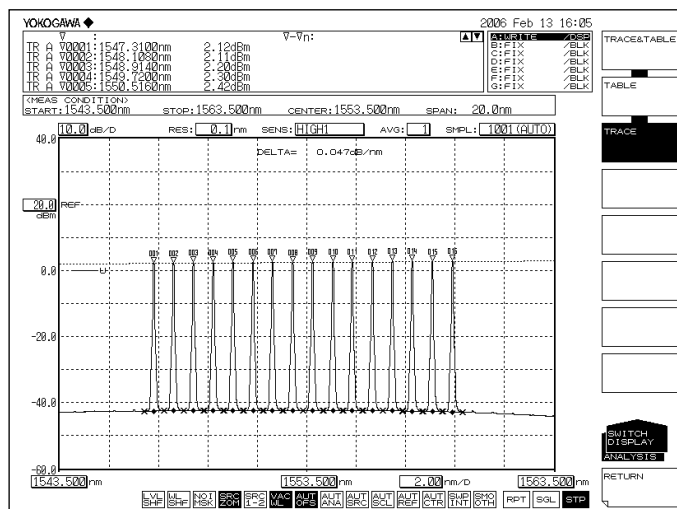 YOKOGAWA ◆ 2006 Feb 13 16:05
∇ : ∇-∇n:
TR A ∇0001:1547.3100nm 2.12dBm
TR A ∇0002:1548.1080nm 2.11dBm
TR A ∇0003:1548.9140nm 2.20dBm
TR A ∇0004:1549.7200nm 2.30dBm
TR A ∇0005:1550.5160nm 2.42dBm
A:WRITE /DSP
B:FIX /BLK
C:FIX /BLK
D:FIX /BLK
E:FIX /BLK
F:FIX /BLK
G:FIX /BLK
<MEAS CONDITION>
START:1543.500nm STOP:1563.500nm CENTER:1553.500nm SPAN: 20.0nm
10.0 dB/D RES: 0.1 nm SENS: HIGH1 AVG: 1 SMPL: 1001(AUTO)
40.0
DELTA= 0.047dB/nm
20.0 REF
dBm
001 002 003 004 005 006 007 008 009 010 011 012 013 014 015 016
0.0
-20.0
-40.0
-60.0
1543.500 nm 1553.500 nm 2.00 nm/D 1563.500 nm
LVL SHF
WL SHF
NOI MSK
SRC ZOM
SRC 1-2
VAC WL
AUT OFS
AUT ANA
AUT SRC
AUT SCL
AUT REF
AUT CTR
SWP INT
SMO OTH
RPT
SGL
STP
TRACE&TABLE
TABLE
TRACE
SWITCH
DISPLAY
ANALYSIS
RETURN